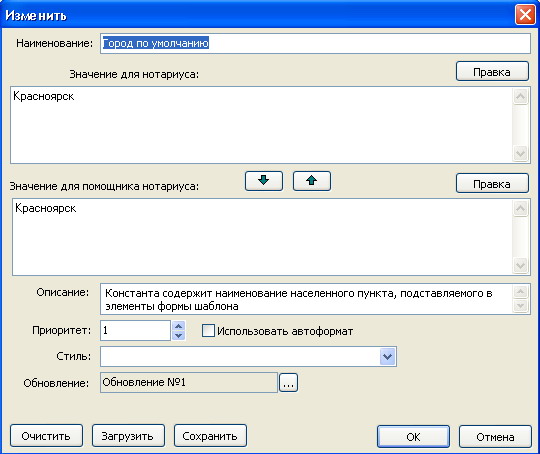 Изменить
Наименование: Город по умолчанию
Значение для нотариуса: Правка
Красноярск
Значение для помощника нотариуса: Правка
Красноярск
Описание: Константа содержит наименование населенного пункта, подставляемого в
элементы формы шаблона
Приоритет: 1 Использовать автоформат
Стиль:
Обновление: Обновление №1 ...
Очистить Загрузить Сохранить ОК Отмена